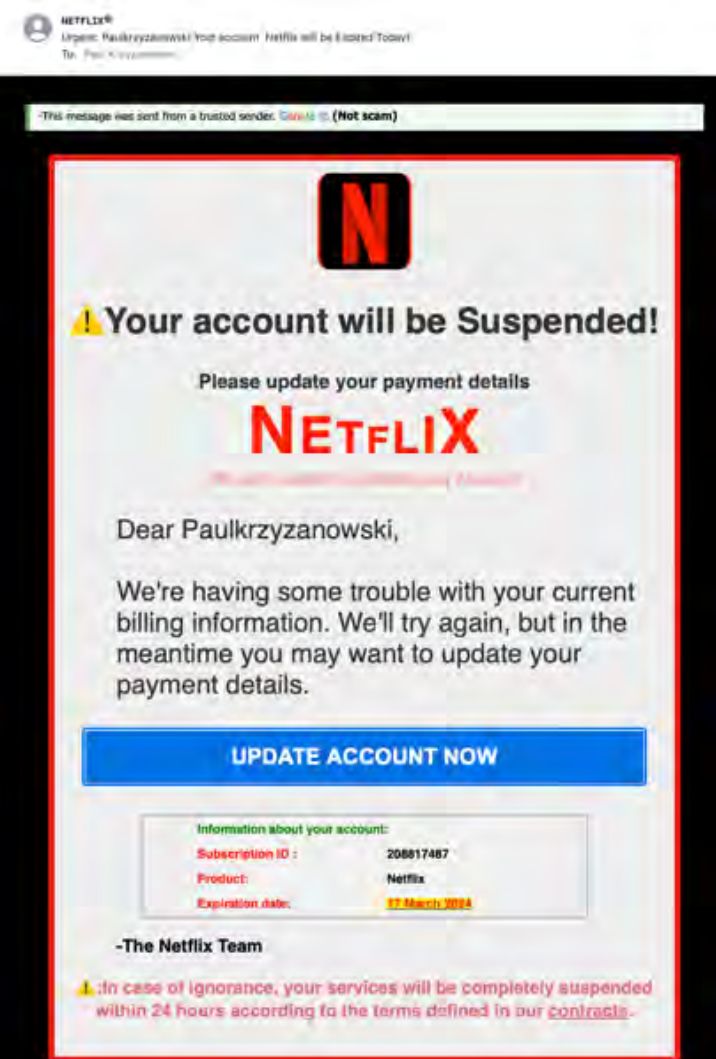 NETFLIX®
Urgent: Paulkrzyzanowski Your account Netflix will be Expired Today!
To:
-This message was sent from a trusted sender. (Not scam)
N
Your account will be Suspended!
Please update your payment details
NETFLIX
Dear Paulkrzyzanowski,
We're having some trouble with your current
billing information. We'll try again, but in the
meantime you may want to update your
payment details.
UPDATE ACCOUNT NOW
Information about your account:
Subscription ID : 208817487
Product: Netflix
Expiration date: 17 March 2024
-The Netflix Team
:In case of ignorance, your services will be completely suspended
within 24 hours according to the terms defined in our contracts.